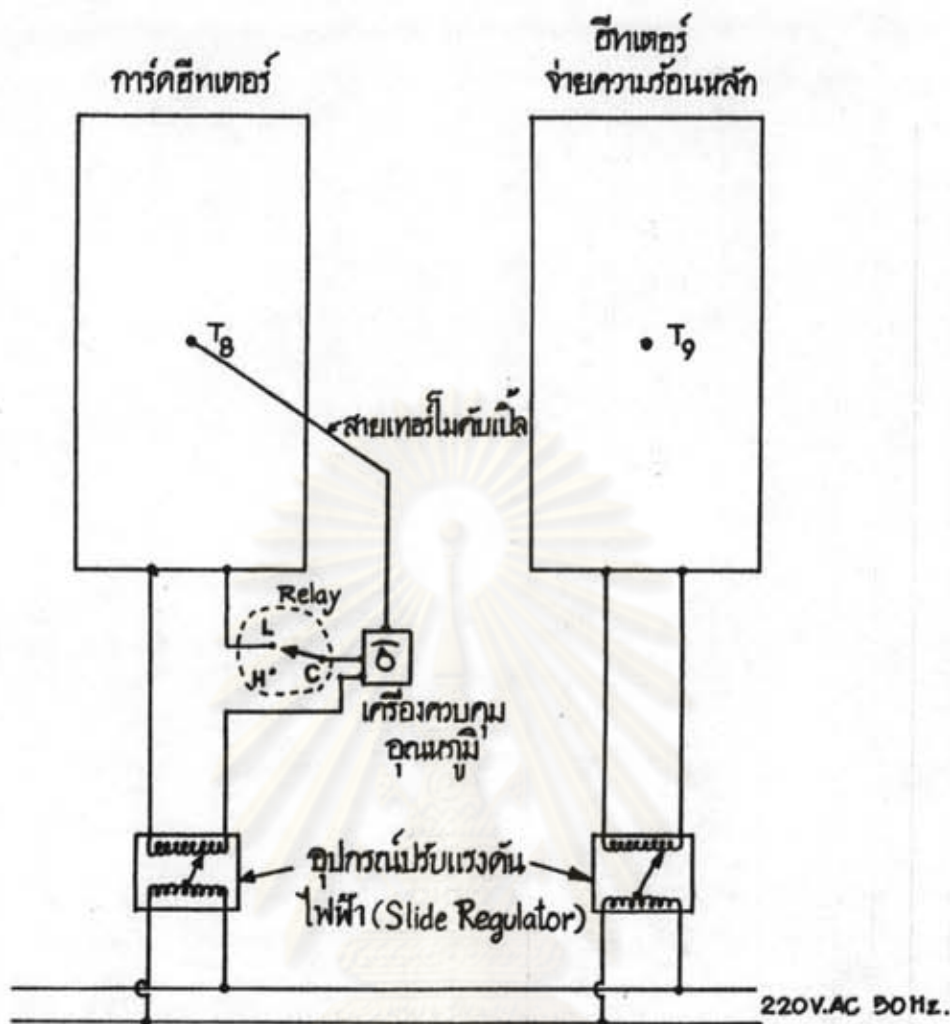 การ์ดฮีทเตอร์
ฮีทเตอร์
จ่ายความร้อนหลัก
T8
T9
สายเทอร์โมคับเปิ้ล
Relay
L
H
C
เครื่องควบคุม
อุณหภูมิ
อุปกรณ์ปรับแรงดัน
ไฟฟ้า (Slide Regulator)
220V.AC 50Hz.